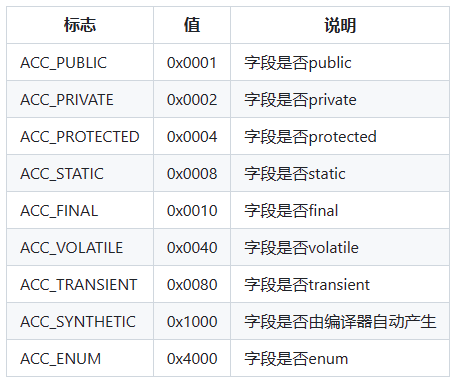 标志 值 说明
ACC_PUBLIC 0x0001 字段是否public
ACC_PRIVATE 0x0002 字段是否private
ACC_PROTECTED 0x0004 字段是否protected
ACC_STATIC 0x0008 字段是否static
ACC_FINAL 0x0010 字段是否final
ACC_VOLATILE 0x0040 字段是否volatile
ACC_TRANSIENT 0x0080 字段是否transient
ACC_SYNTHETIC 0x1000 字段是否由编译器自动产生
ACC_ENUM 0x4000 字段是否enum